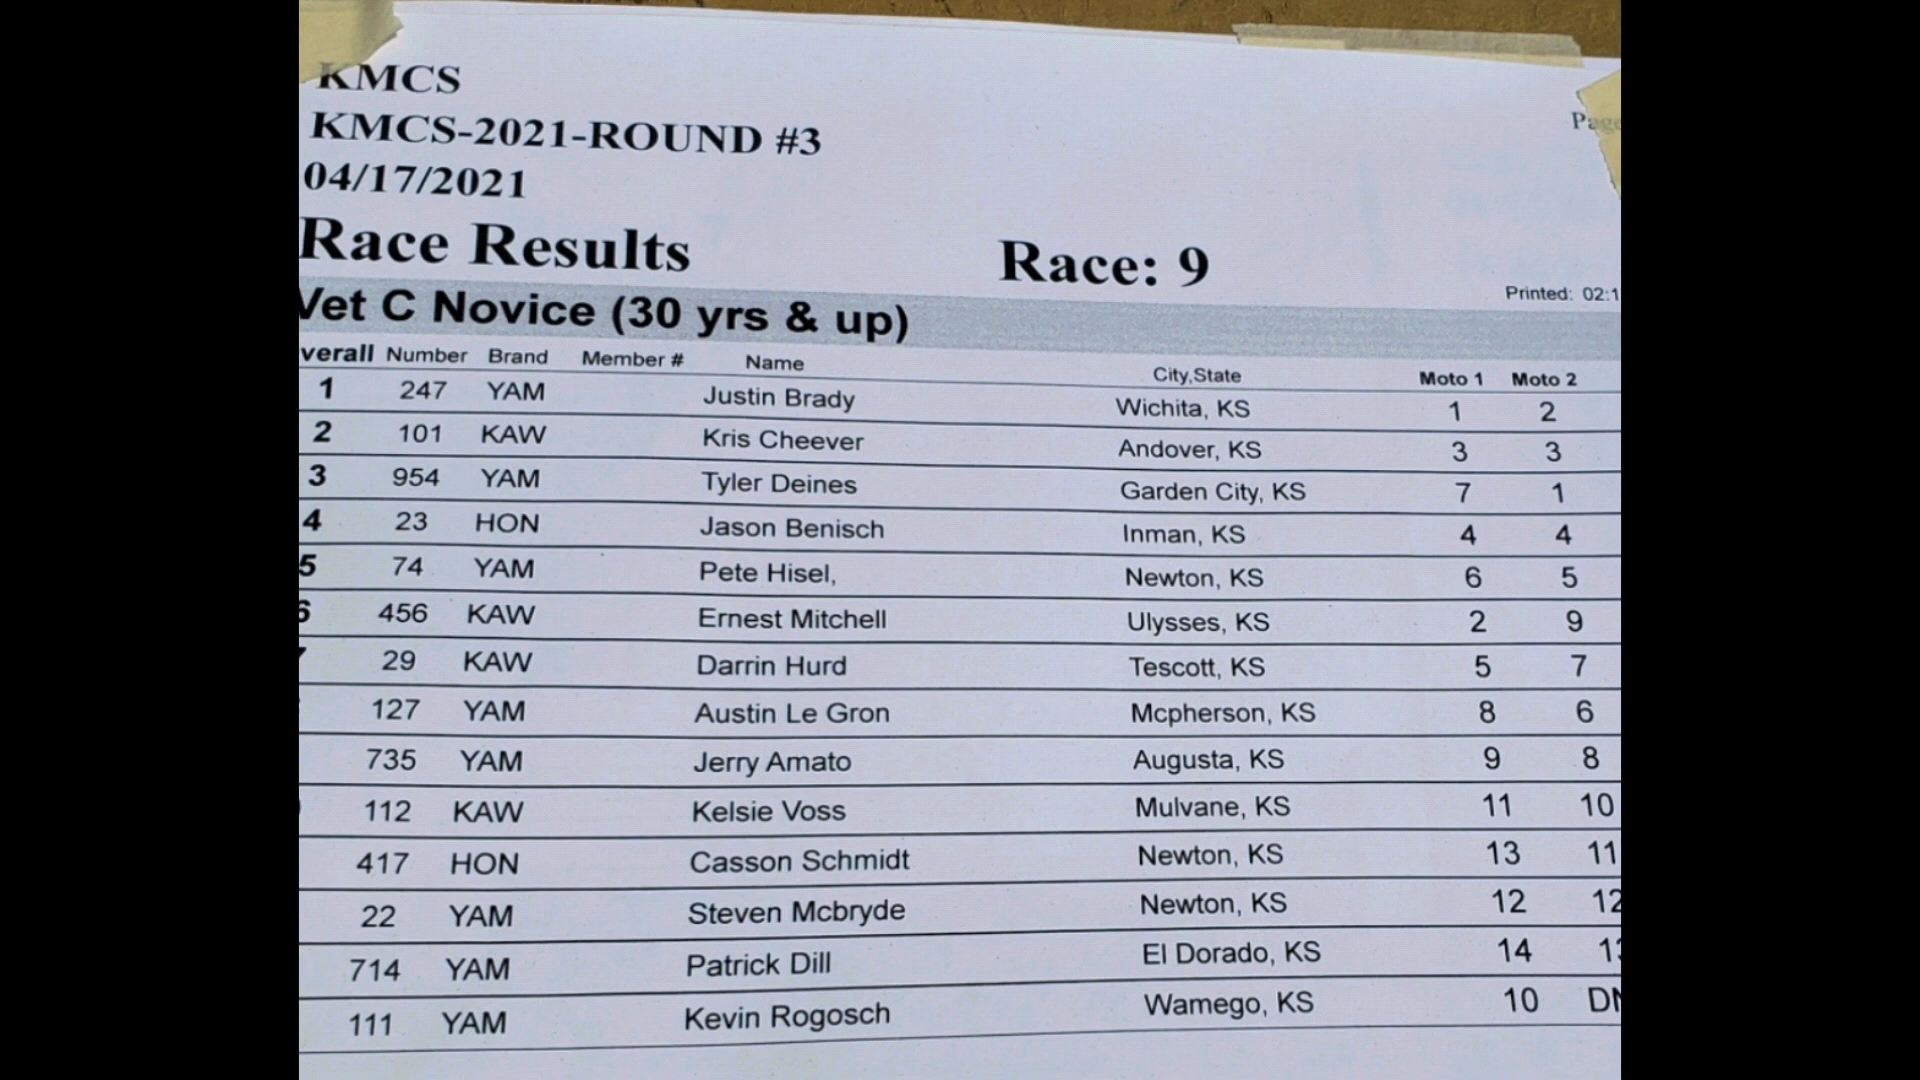 KMCS
KMCS-2021-ROUND #3
04/17/2021
Race Results Race: 9
Printed: 02:1
Vet C Novice (30 yrs & up)
verall Number Brand Member # Name City,State Moto 1 Moto 2
1 247 YAM Justin Brady Wichita, KS 1 2
2 101 KAW Kris Cheever Andover, KS 3 3
3 954 YAM Tyler Deines Garden City, KS 7 1
4 23 HON Jason Benisch Inman, KS 4 4
5 74 YAM Pete Hisel, Newton, KS 6 5
6 456 KAW Ernest Mitchell Ulysses, KS 2 9
29 KAW Darrin Hurd Tescott, KS 5 7
127 YAM Austin Le Gron Mcpherson, KS 8 6
735 YAM Jerry Amato Augusta, KS 9 8
112 KAW Kelsie Voss Mulvane, KS 11 10
417 HON Casson Schmidt Newton, KS 13 11
22 YAM Steven Mcbryde Newton, KS 12 12
714 YAM Patrick Dill El Dorado, KS 14
111 YAM Kevin Rogosch Wamego, KS 10